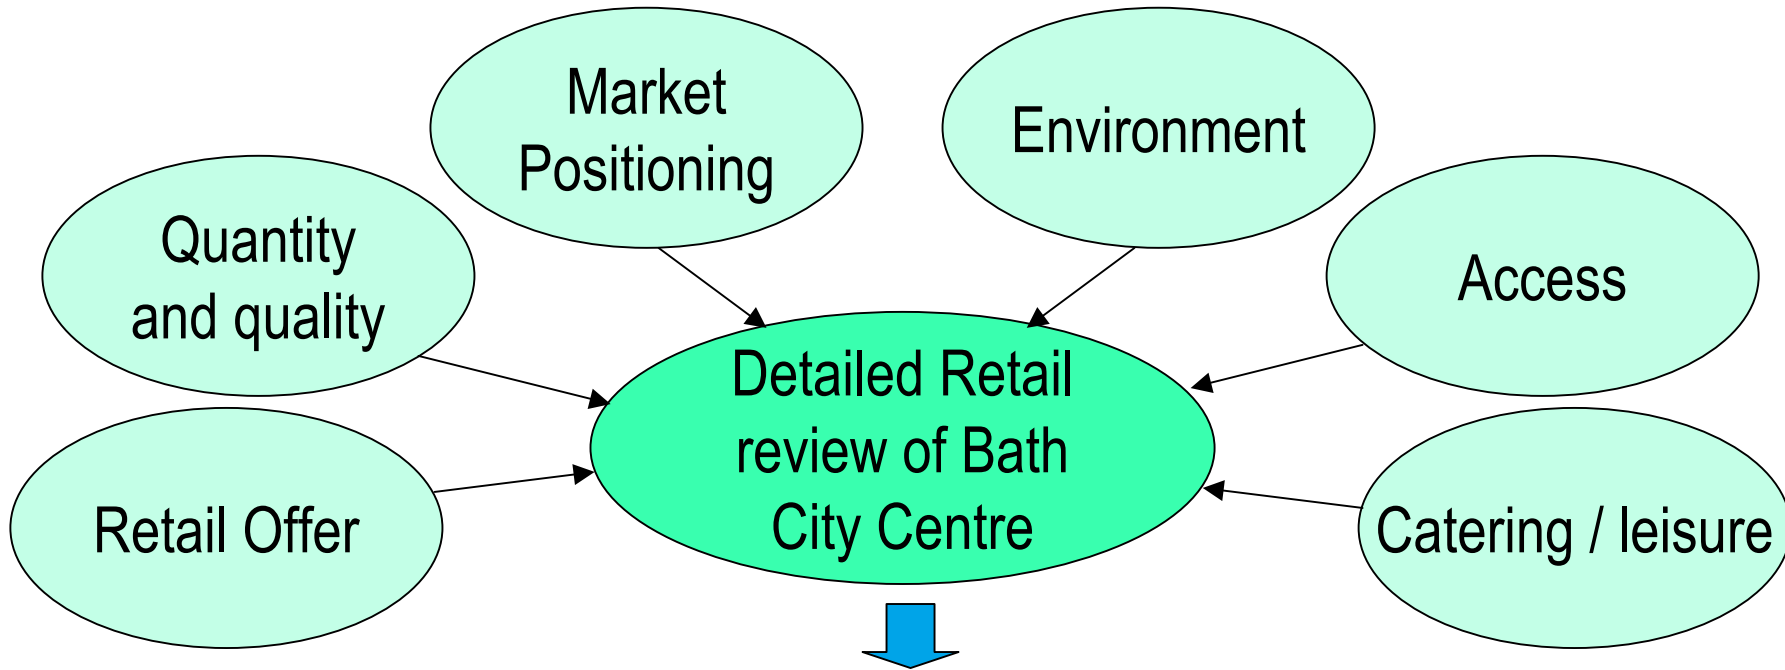 Market
Positioning
Environment
Quantity
and quality
Access
Detailed Retail
review of Bath
City Centre
Retail Offer
Catering / leisure